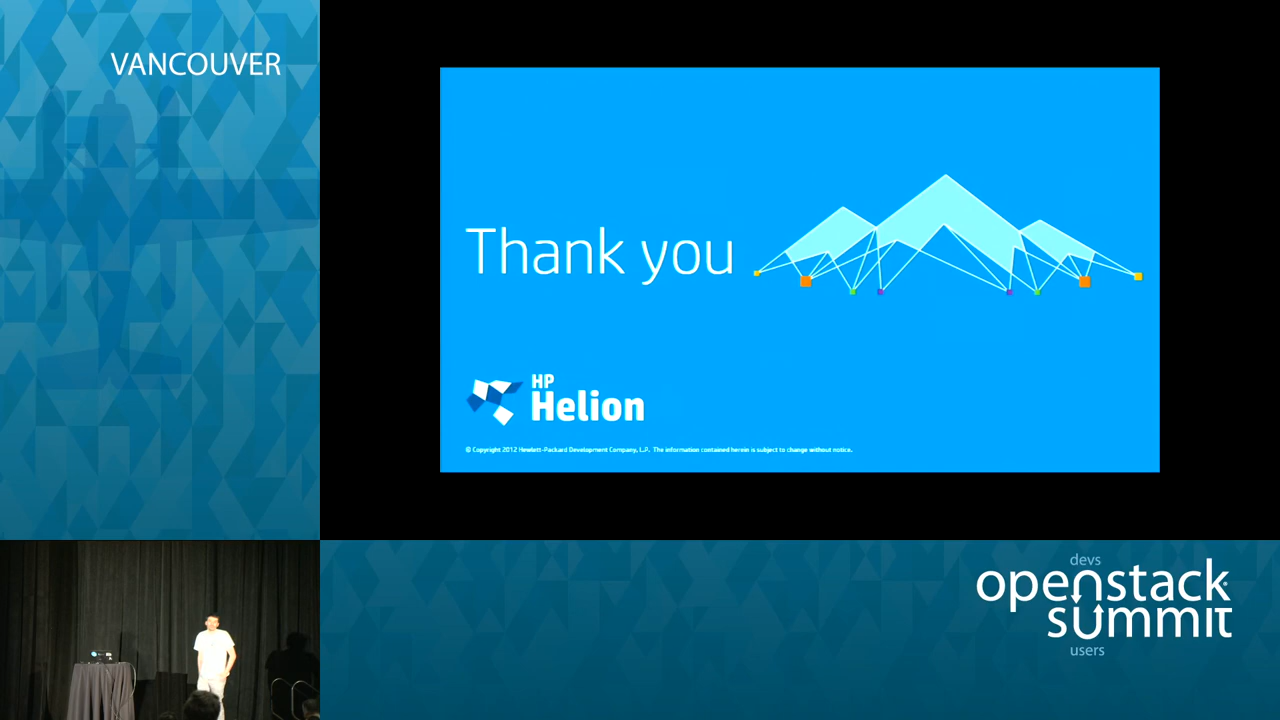 VANCOUVER
Thank you
HP
Helion
© Copyright 2012 Hewlett-Packard Development Company, L.P. The information contained herein is subject to change without notice.
devs
openstack
summit
users